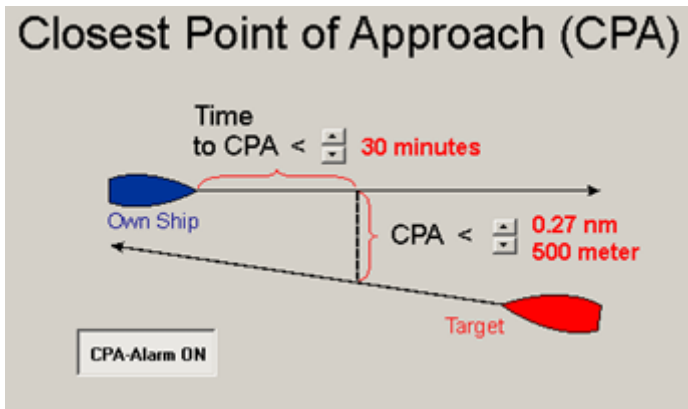 Closest Point of Approach (CPA)
Time
to CPA < 30 minutes
Own Ship
CPA < 0.27 nm
500 meter
Target
CPA-Alarm ON